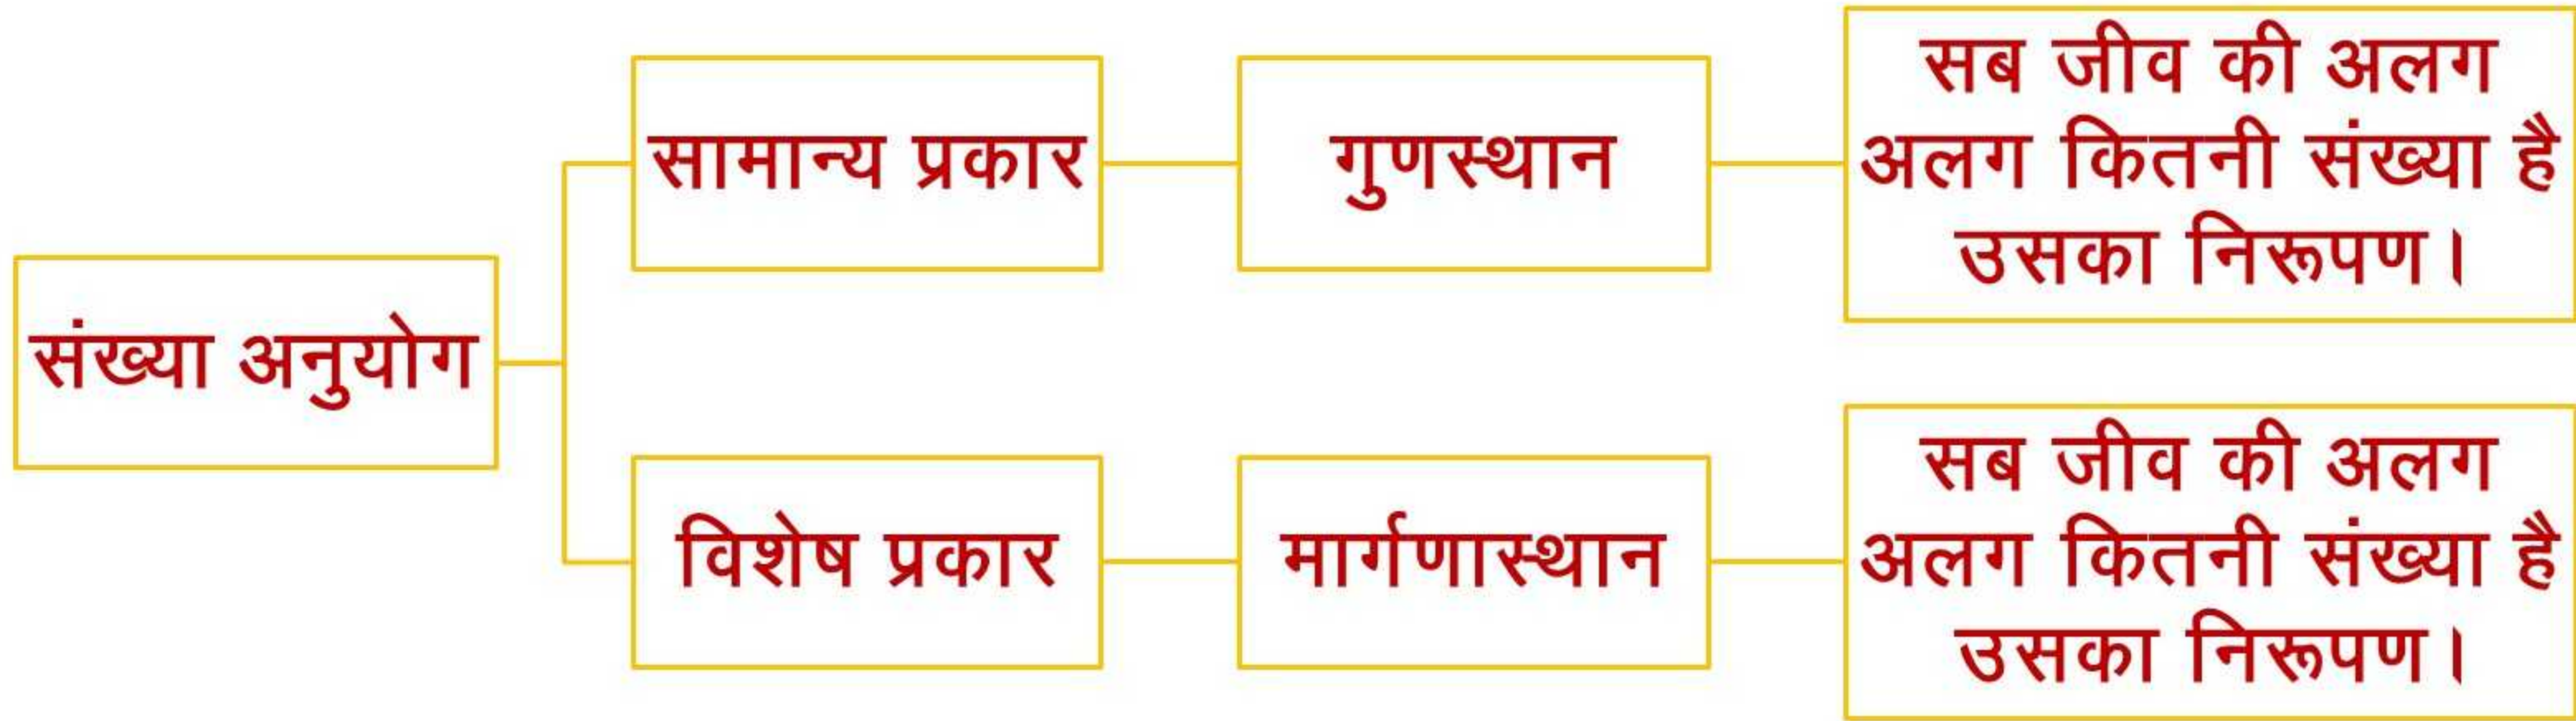 संख्या अनुयोग
सामान्य प्रकार
गुणस्थान
सब जीव की अलग
अलग कितनी संख्या है
उसका निरूपण।
विशेष प्रकार
मार्गणास्थान
सब जीव की अलग
अलग कितनी संख्या है
उसका निरूपण।